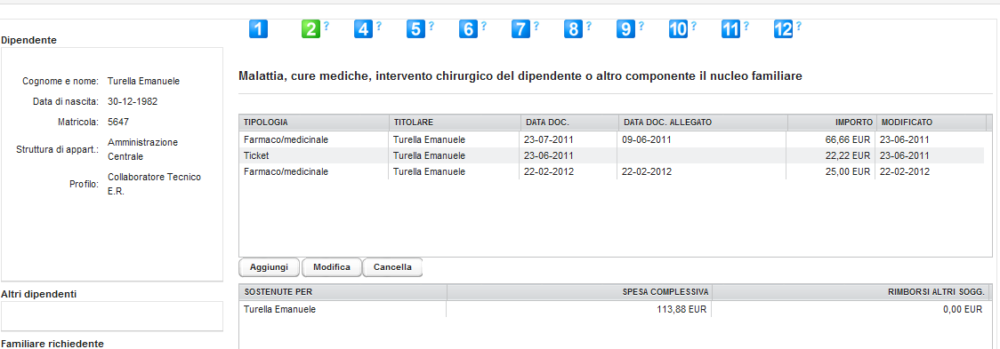 1 2 ? 4 ? 5 ? 6 ? 7 ? 8 ? 9 ? 10 ? 11 ? 12 ?
Dipendente
Cognome e nome: Turella Emanuele
Data di nascita: 30-12-1982
Matricola: 5647
Struttura di appart.: Amministrazione
Centrale
Profilo: Collaboratore Tecnico
E.R.
Altri dipendenti
Familiare richiedente
Malattia, cure mediche, intervento chirurgico del dipendente o altro componente il nucleo familiare
TIPOLOGIA TITOLARE DATA DOC. DATA DOC. ALLEGATO IMPORTO MODIFICATO
Farmaco/medicinale Turella Emanuele 23-07-2011 09-06-2011 66,66 EUR 23-06-2011
Ticket Turella Emanuele 23-06-2011 22,22 EUR 23-06-2011
Farmaco/medicinale Turella Emanuele 22-02-2012 22-02-2012 25,00 EUR 22-02-2012
Aggiungi Modifica Cancella
SOSTENUTE PER SPESA COMPLESSIVA RIMBORSI ALTRI SOGG.
Turella Emanuele 113,88 EUR 0,00 EUR